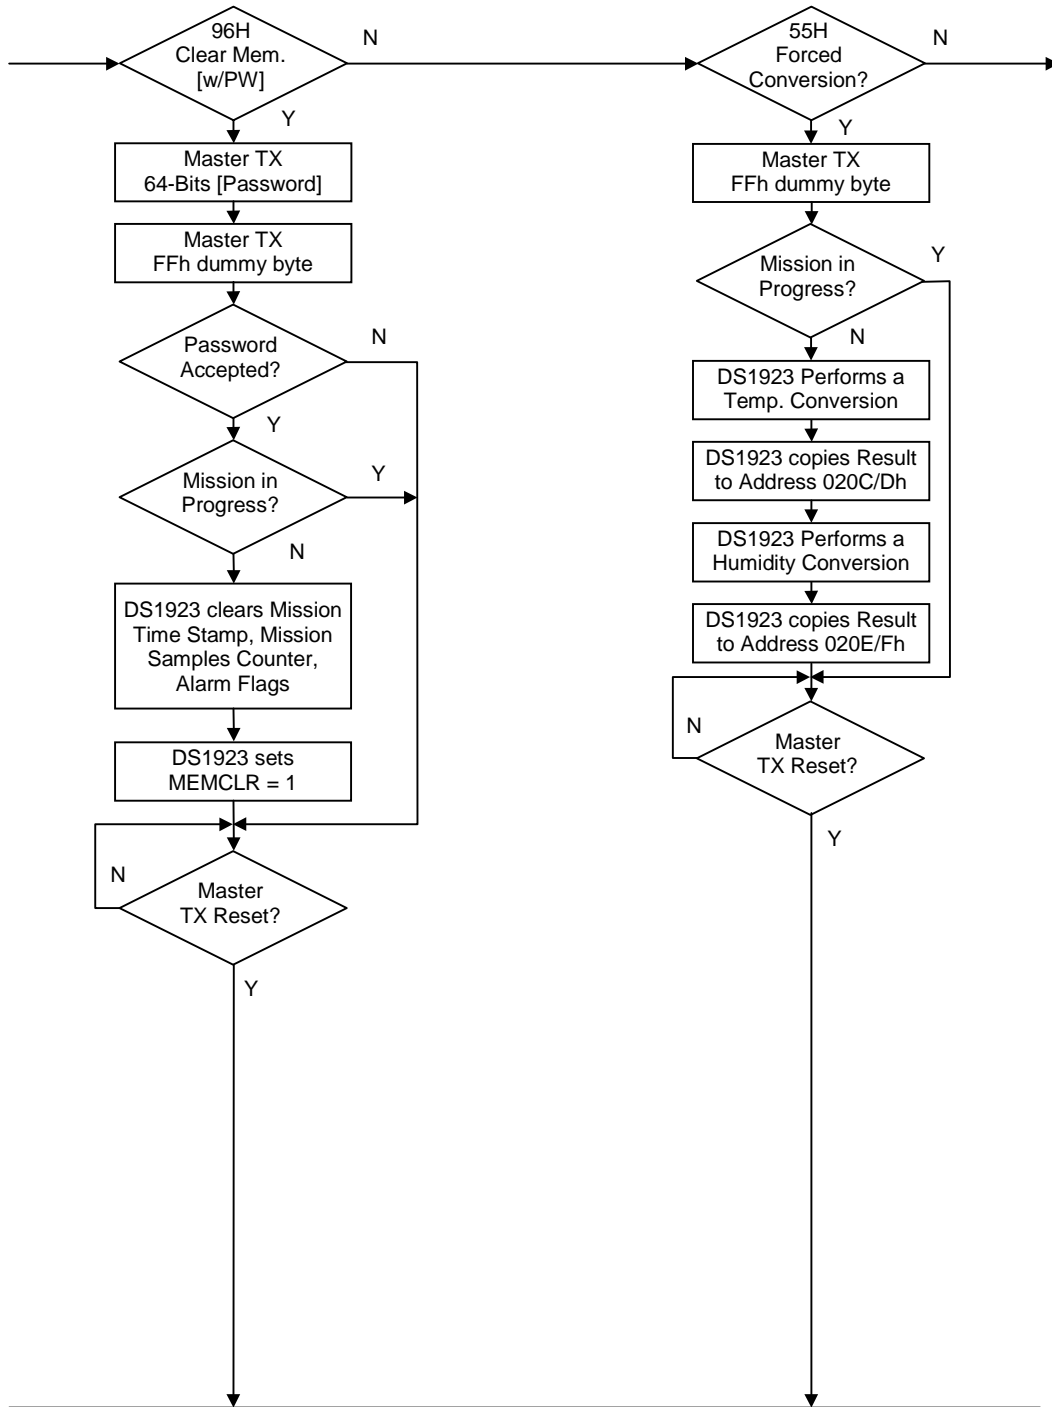 96H
Clear Mem.
[w/PW]
N
Y
Master TX
64-Bits [Password]
Master TX
FFh dummy byte
Password
Accepted?
N
Y
Mission in
Progress?
Y
N
DS1923 clears Mission
Time Stamp, Mission
Samples Counter,
Alarm Flags
DS1923 sets
MEMCLR = 1
N
Master
TX Reset?
Y
55H
Forced
Conversion?
N
Y
Master TX
FFh dummy byte
Mission in
Progress?
Y
N
DS1923 Performs a
Temp. Conversion
DS1923 copies Result
to Address 020C/Dh
DS1923 Performs a
Humidity Conversion
DS1923 copies Result
to Address 020E/Fh
N
Master
TX Reset?
Y